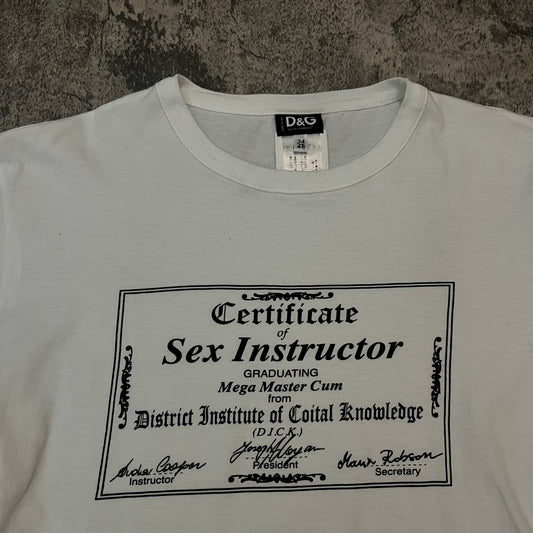 D&G
Certificate
of
Sex Instructor
GRADUATING
Mega Master Cum
from
District Institute of Coital Knowledge
(D.I.C.K.)
President
Instructor
Secretary